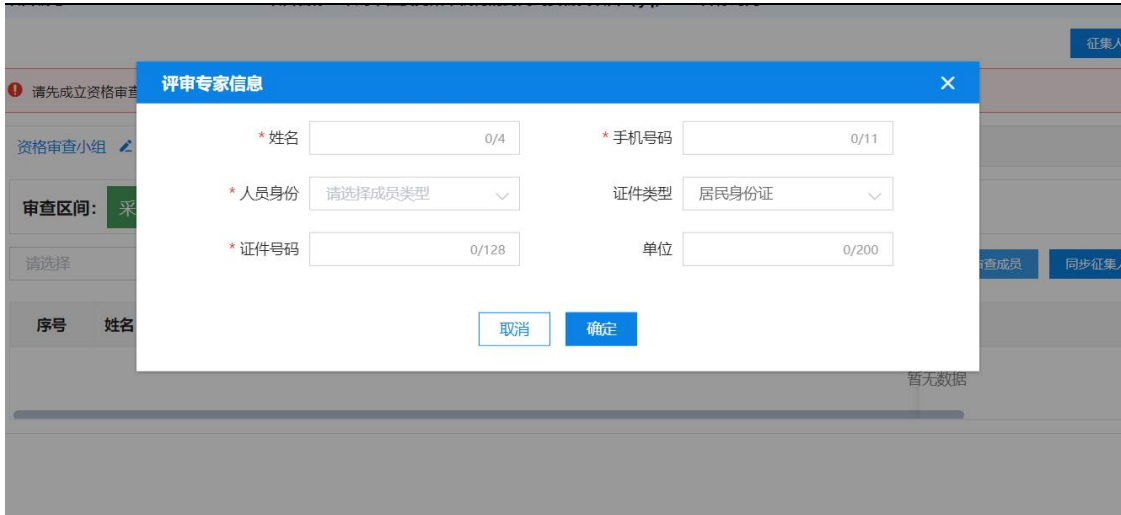 征集人
评审专家信息
请先成立资格审查
* 姓名 0/4 * 手机号码 0/11
资格审查小组
* 人员身份 请选择成员类型 证件类型 居民身份证
审查区间： 采
* 证件号码 0/128 单位 0/200
请选择 审查成员 同步征集人
序号 姓名
取消 确定
暂无数据